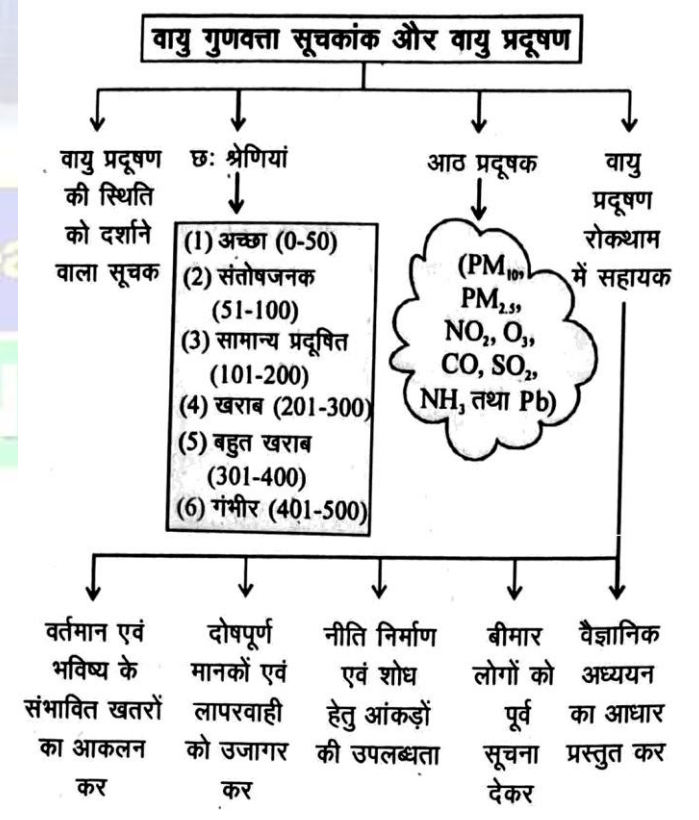 वायु गुणवत्ता सूचकांक और वायु प्रदूषण
वायु प्रदूषण
की स्थिति
को दर्शाने
वाला सूचक
छः श्रेणियां
(1) अच्छा (0-50)
(2) संतोषजनक
(51-100)
(3) सामान्य प्रदूषित
(101-200)
(4) खराब (201-300)
(5) बहुत खराब
(301-400)
(6) गंभीर (401-500)
आठ प्रदूषक
(PM₁₀,
PM₂.₅,
NO₂, O₃,
CO, SO₂,
NH₃ तथा Pb)
वायु
प्रदूषण
रोकथाम
में सहायक
वर्तमान एवं
भविष्य के
संभावित खतरों
का आकलन
कर
दोषपूर्ण
मानकों एवं
लापरवाही
को उजागर
कर
नीति निर्माण
एवं शोध
हेतु आंकड़ों
की उपलब्धता
बीमार
लोगों को
पूर्व
सूचना
देकर
वैज्ञानिक
अध्ययन
का आधार
प्रस्तुत कर